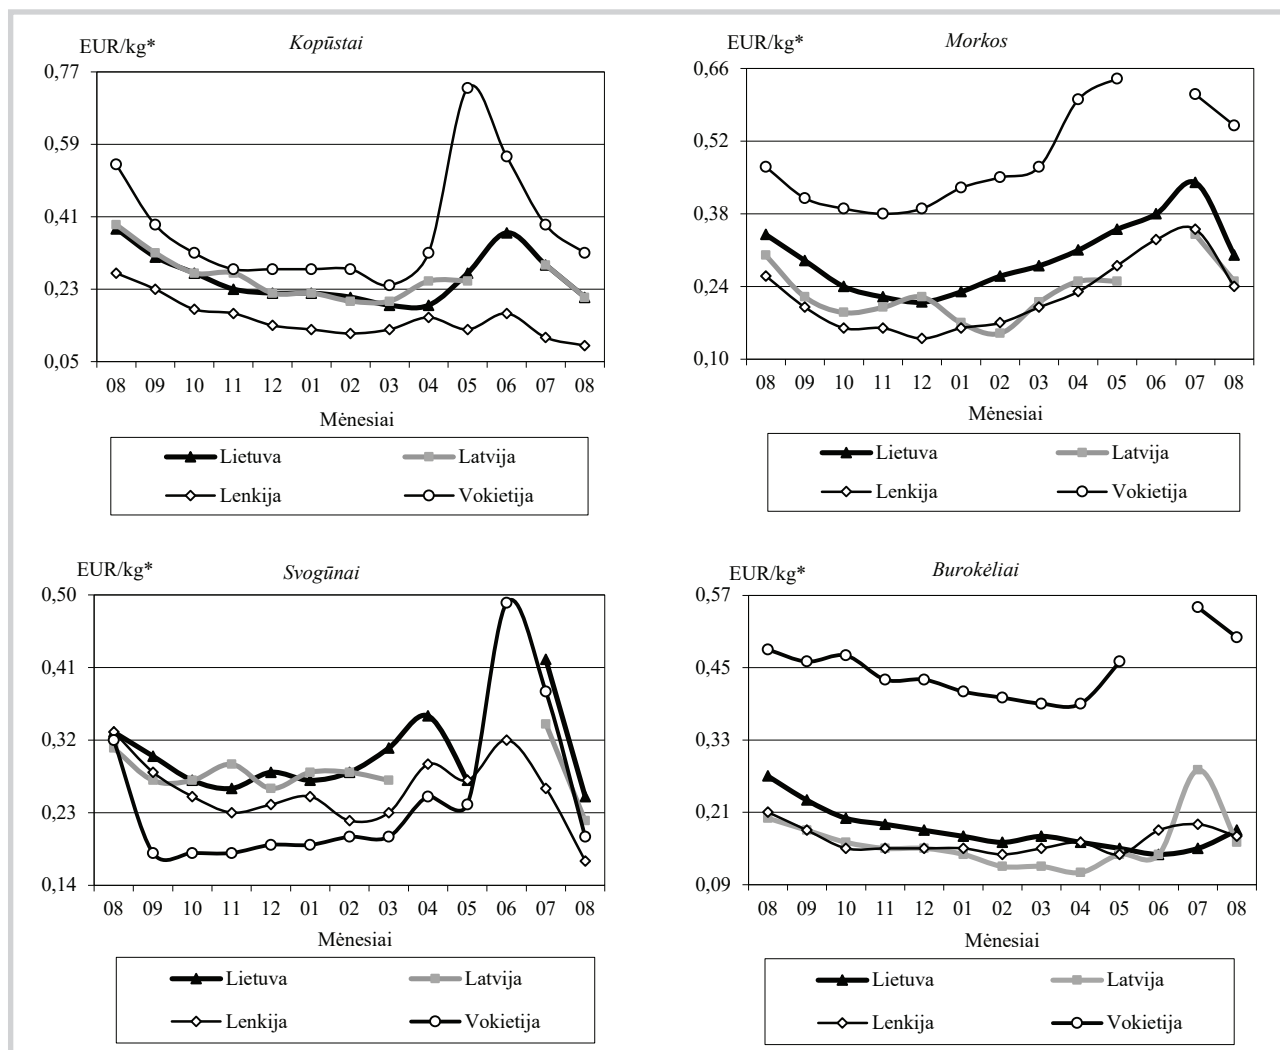 EUR/kg*
Kopūstai
0,77
0,59
0,41
0,23
0,05
08 09 10 11 12 01 02 03 04 05 06 07 08
Mėnesiai
Lietuva Latvija
Lenkija Vokietija
EUR/kg*
Morkos
0,66
0,52
0,38
0,24
0,10
08 09 10 11 12 01 02 03 04 05 06 07 08
Mėnesiai
Lietuva Latvija
Lenkija Vokietija
EUR/kg*
Svogūnai
0,50
0,41
0,32
0,23
0,14
08 09 10 11 12 01 02 03 04 05 06 07 08
Mėnesiai
Lietuva Latvija
Lenkija Vokietija
EUR/kg*
Burokėliai
0,57
0,45
0,33
0,21
0,09
08 09 10 11 12 01 02 03 04 05 06 07 08
Mėnesiai
Lietuva Latvija
Lenkija Vokietija